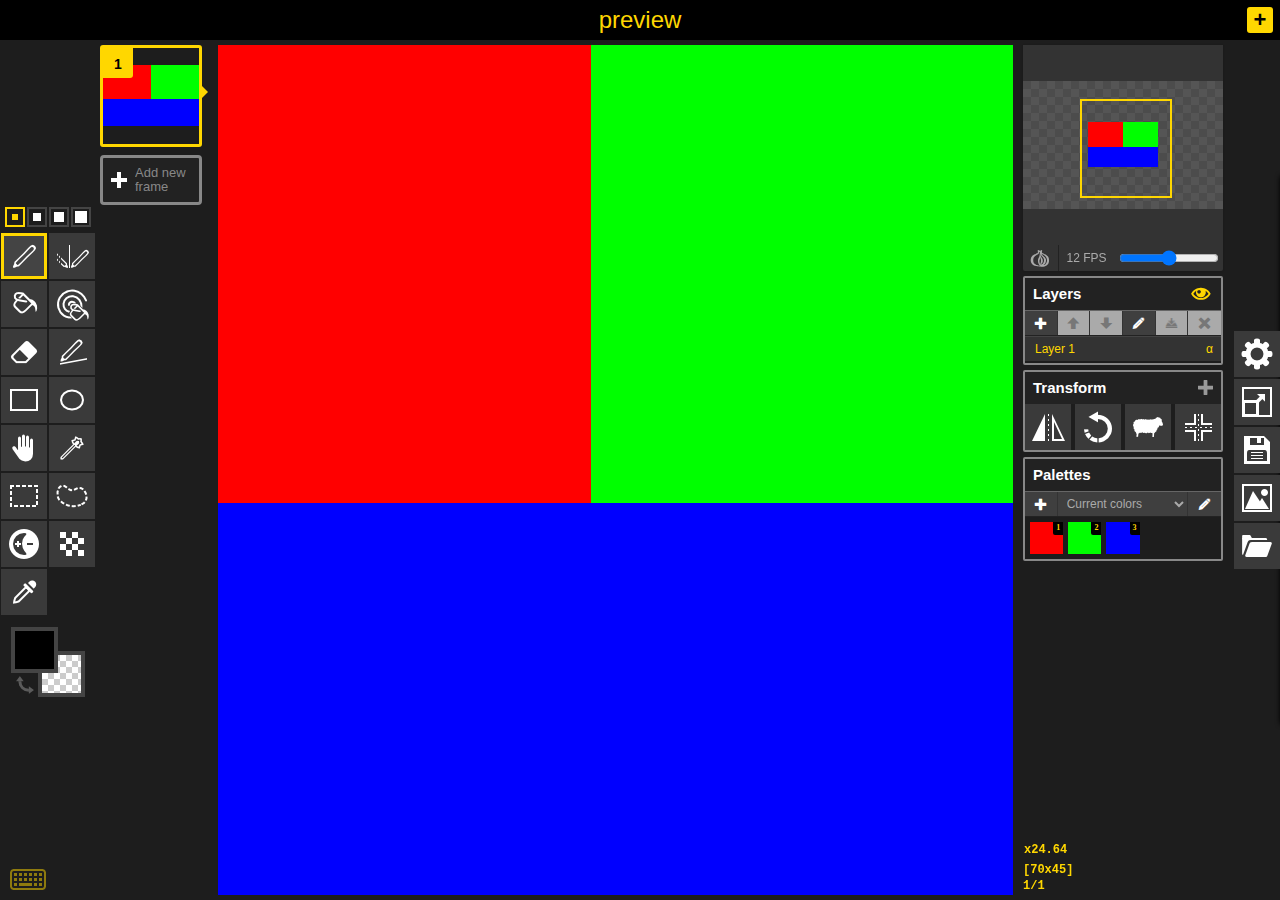 preview
1
Add new
frame
12 FPS
Layers
Layer 1
α
Transform
Palettes
Current colors
1
2
3
x24.64
[70x45]
1/1